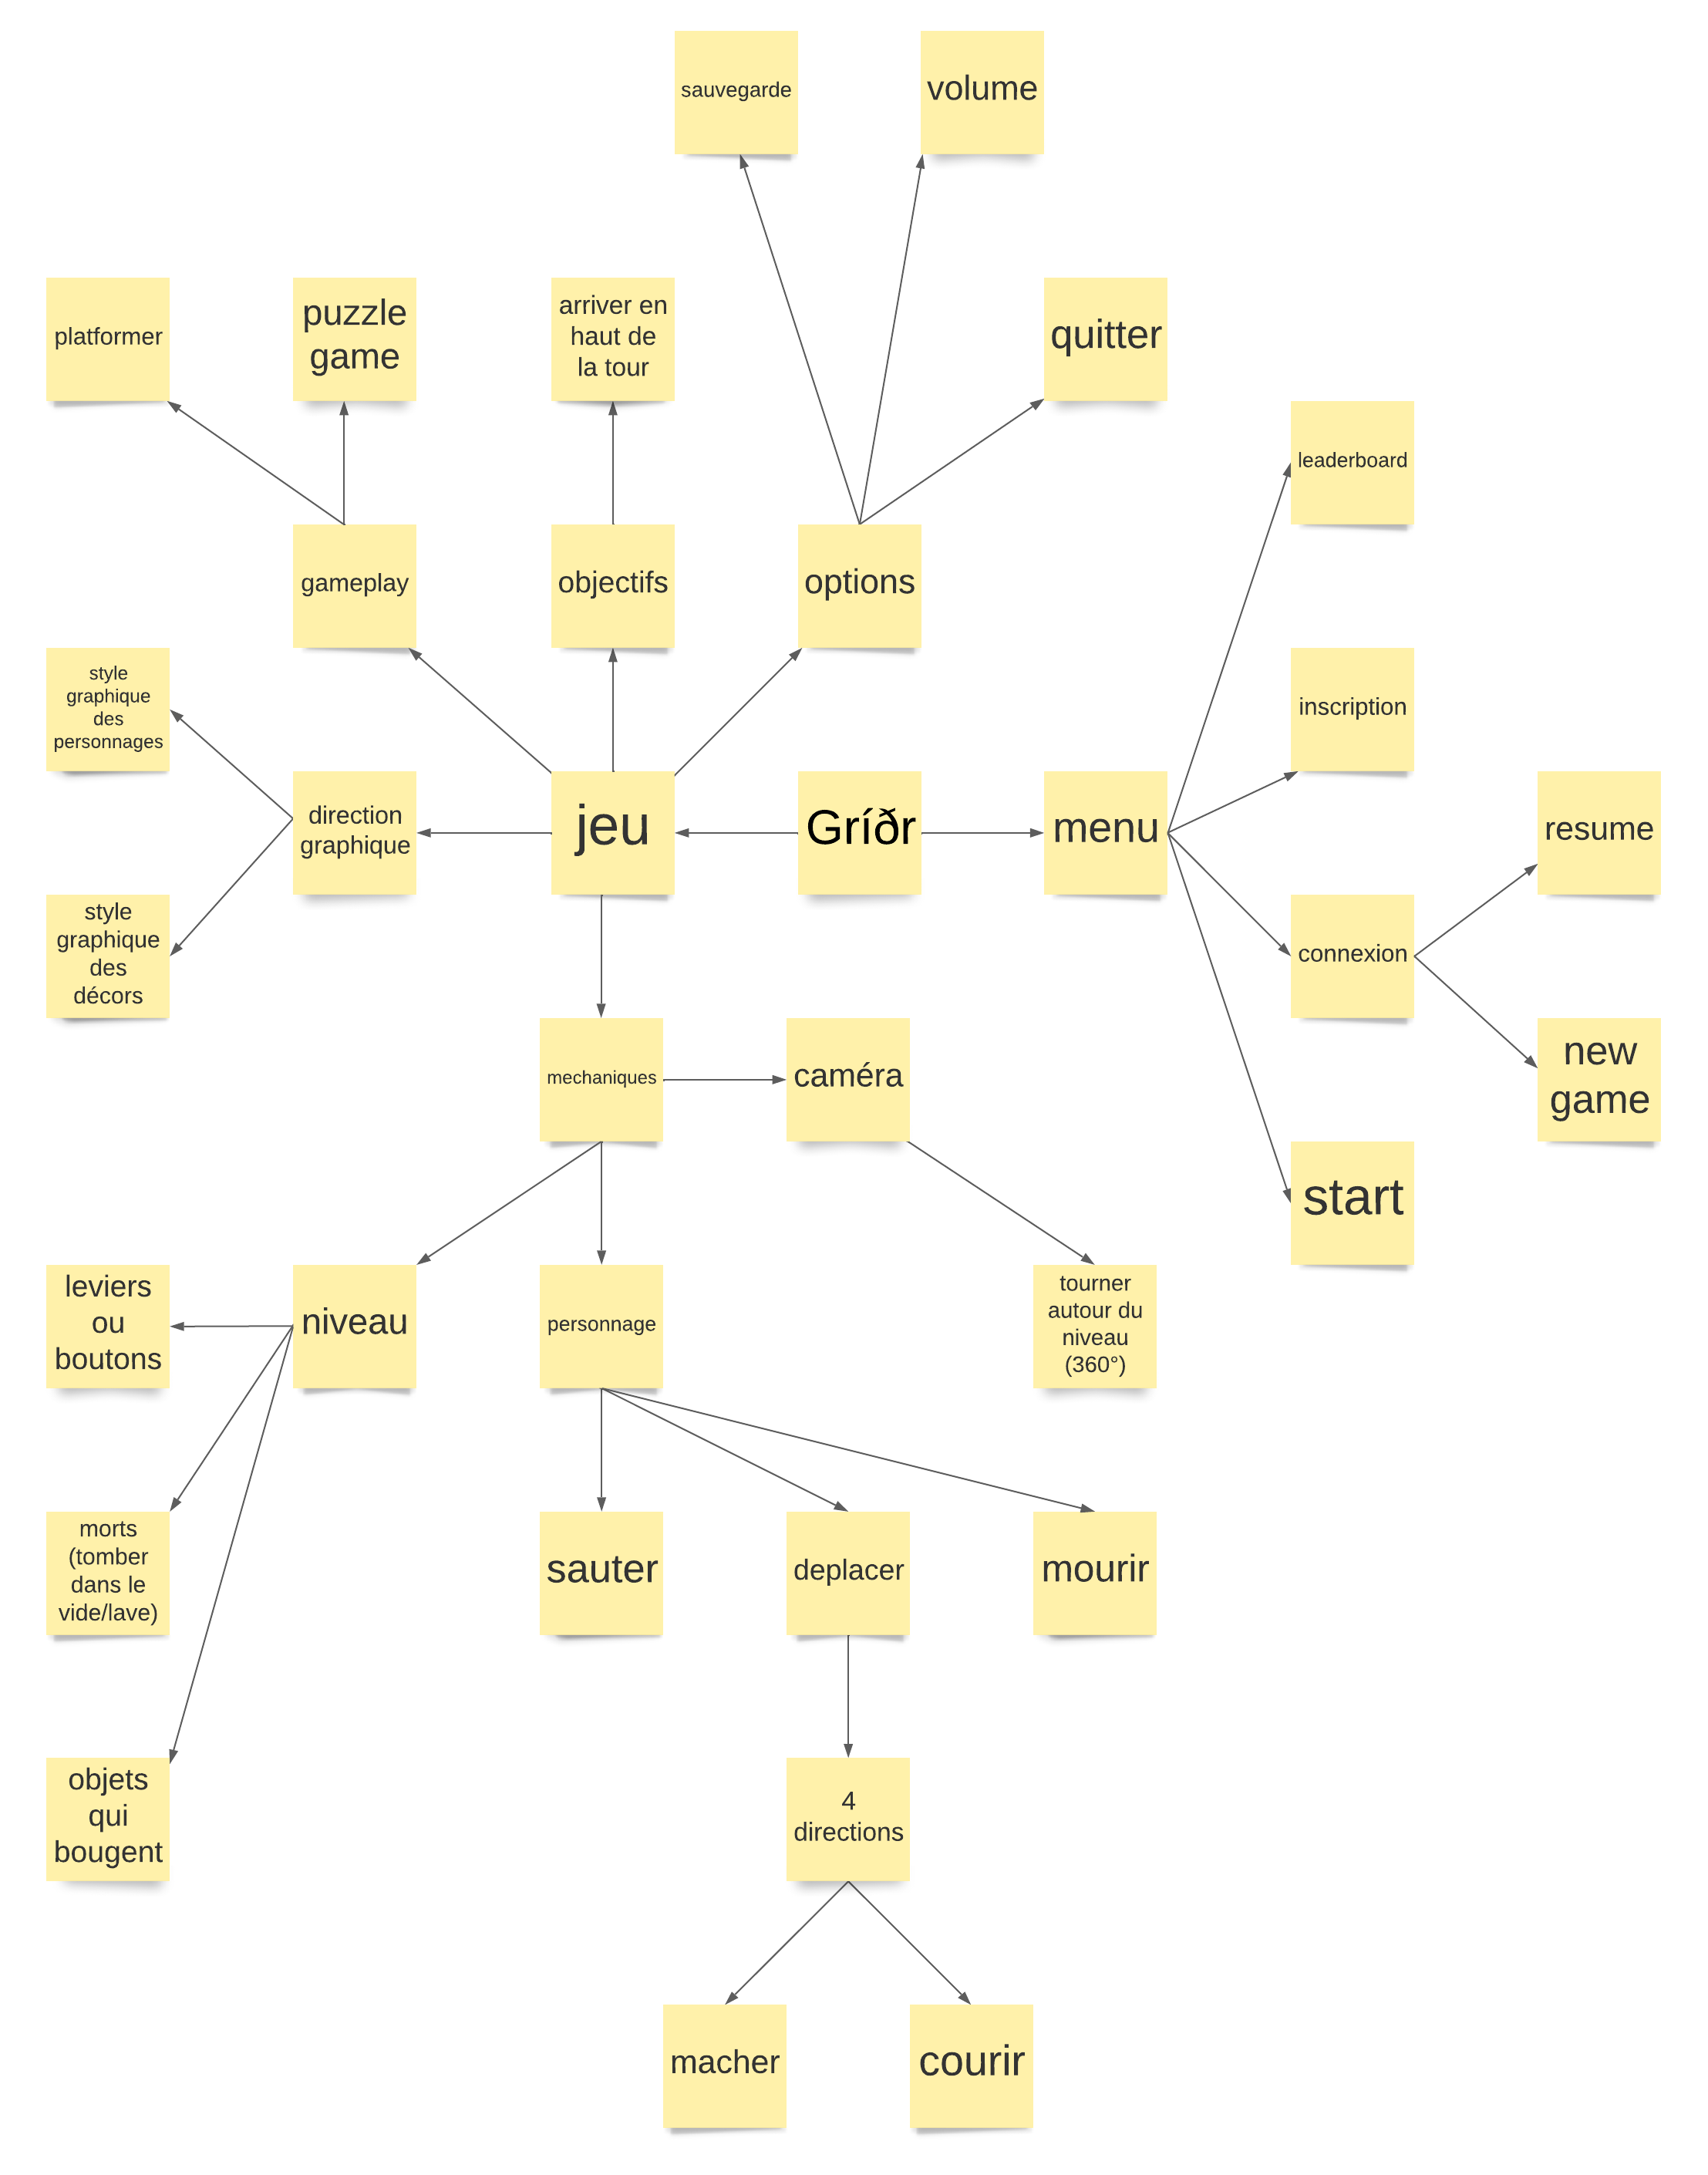 sauvegarde
volume
platformer
puzzle
game
arriver en
haut de
la tour
quitter
leaderboard
gameplay
objectifs
options
style
graphique
des
personnages
inscription
direction
graphique
jeu
Gríðr
menu
resume
style
graphique
des
décors
connexion
mechaniques
caméra
new
game
start
leviers
ou
boutons
niveau
personnage
tourner
autour du
niveau
(360°)
morts
(tomber
dans le
vide/lave)
sauter
deplacer
mourir
objets
qui
bougent
4
directions
macher
courir